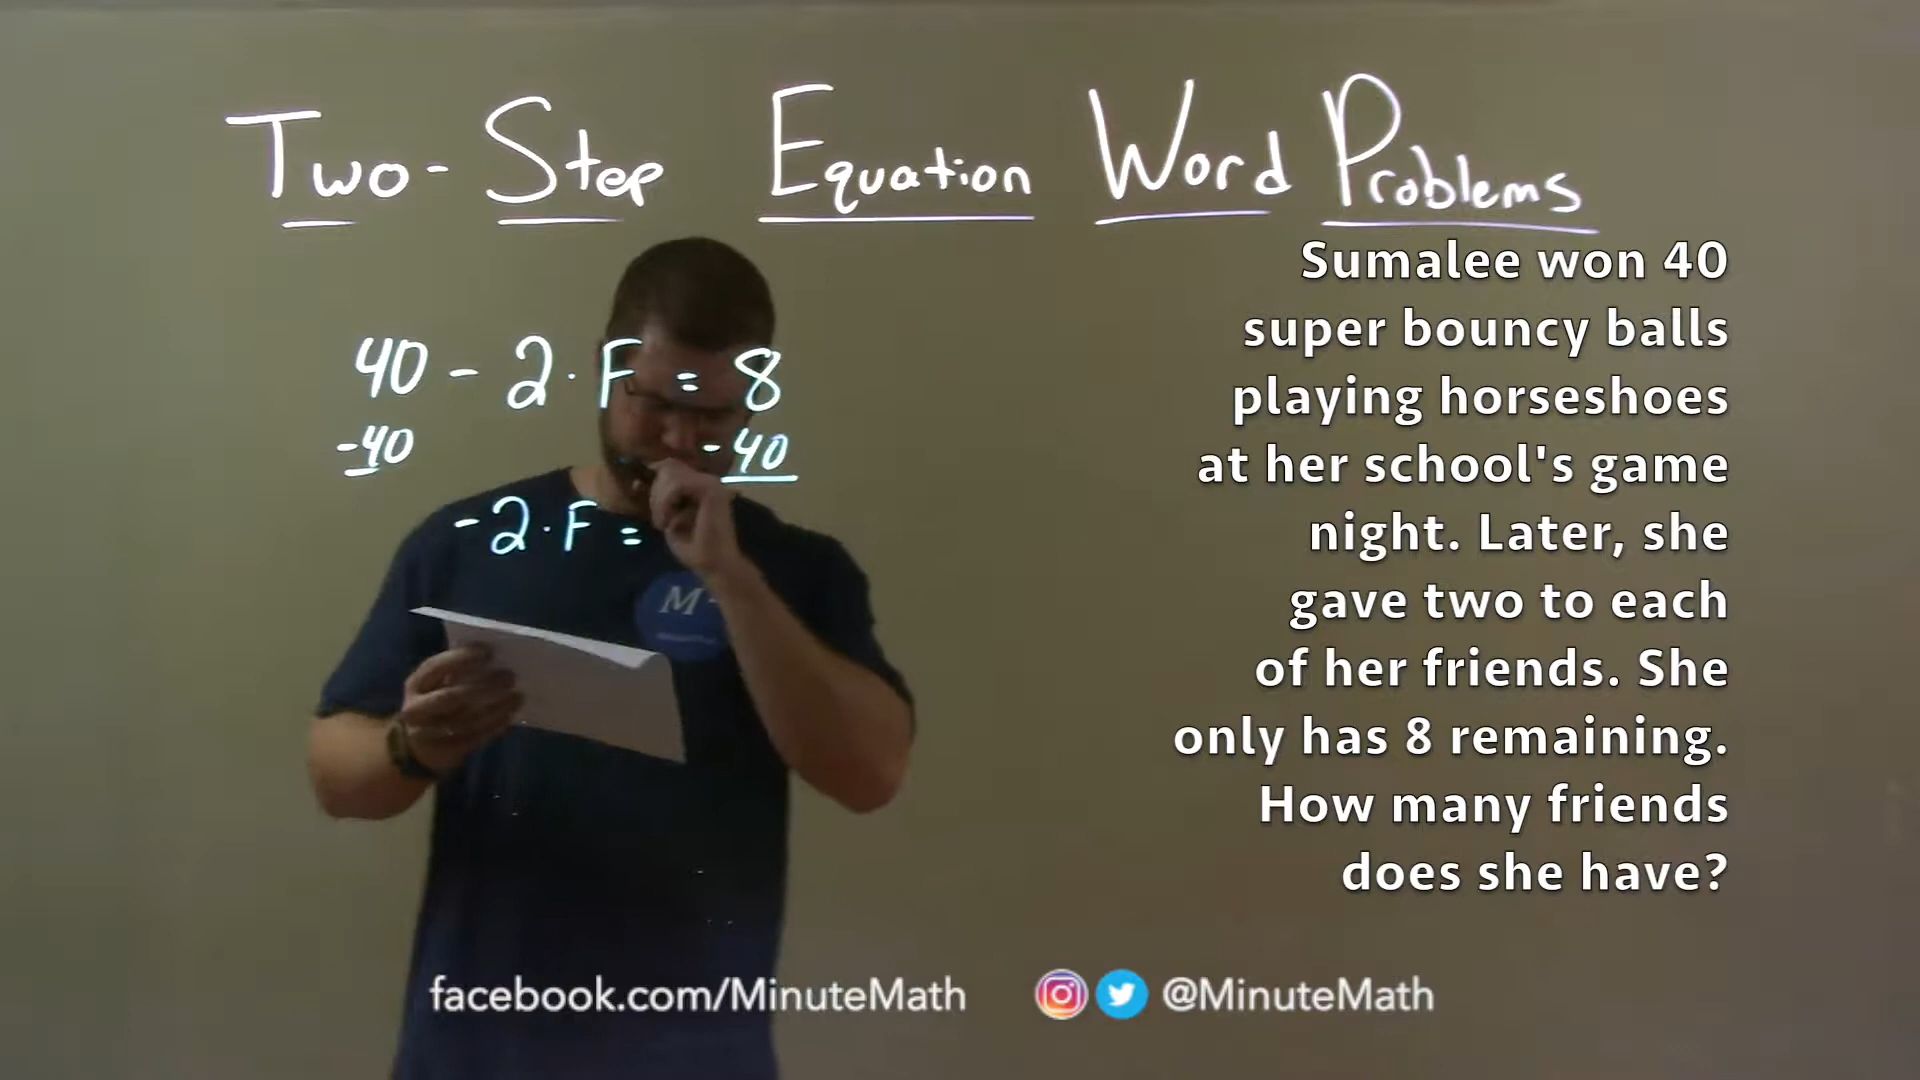 Two-Step Equation Word Problems
Sumalee won 40
super bouncy balls
playing horseshoes
at her school's game
night. Later, she
gave two to each
of her friends. She
only has 8 remaining.
How many friends
does she have?
40 - 2 · F = 8
-40 -40
-2 · F =
M
facebook.com/MinuteMath @MinuteMath